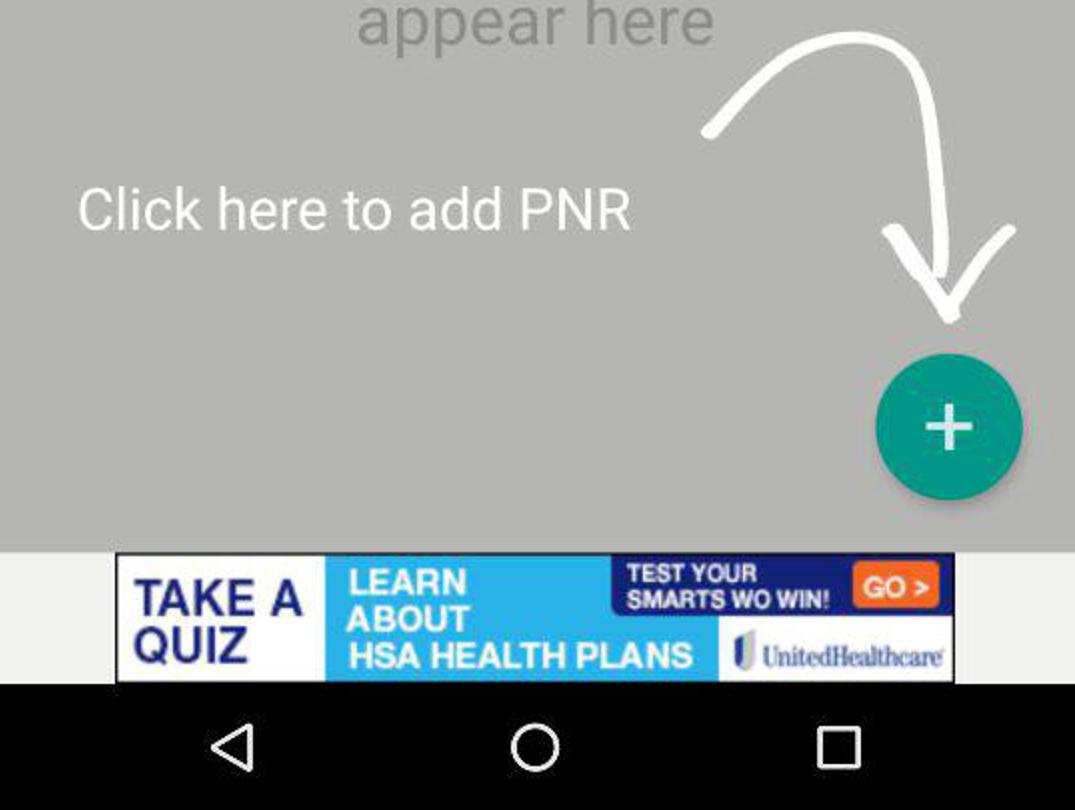 appear here
Click here to add PNR
+
TAKE A
QUIZ
LEARN
ABOUT
HSA HEALTH PLANS
TEST YOUR
SMARTS WO WIN!
GO >
UnitedHealthcare